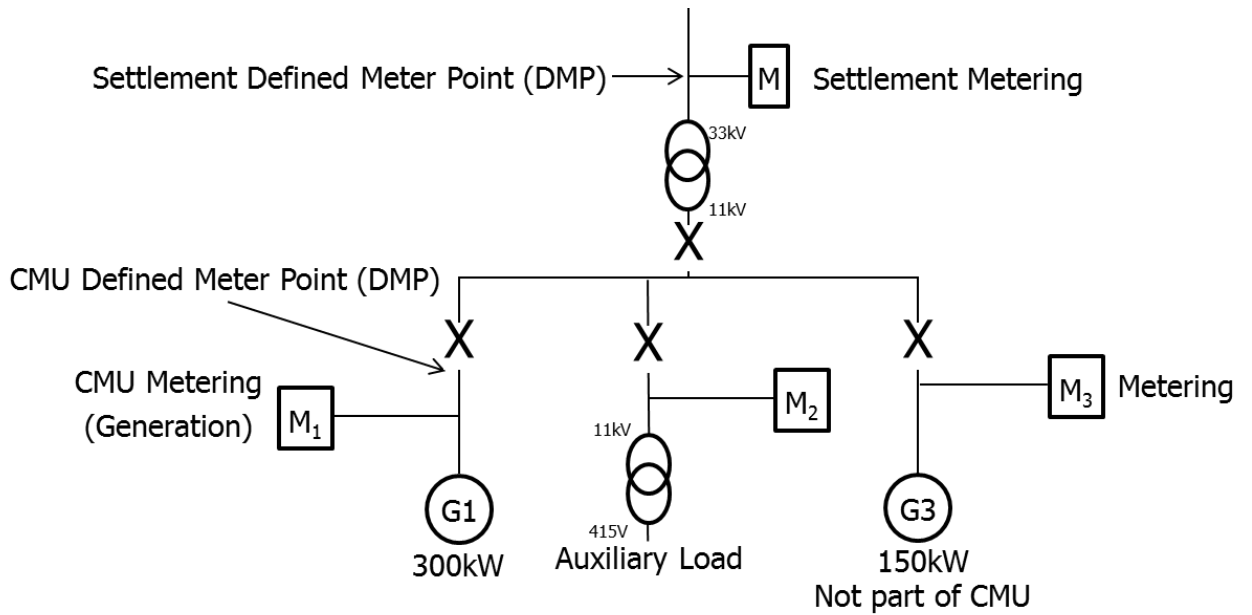 Settlement Defined Meter Point (DMP)
M
Settlement Metering
33kV
11kV
X
CMU Defined Meter Point (DMP)
X
X
X
CMU Metering
(Generation)
M1
M2
M3
Metering
11kV
415V
G1
300kW
Auxiliary Load
G3
150kW
Not part of CMU